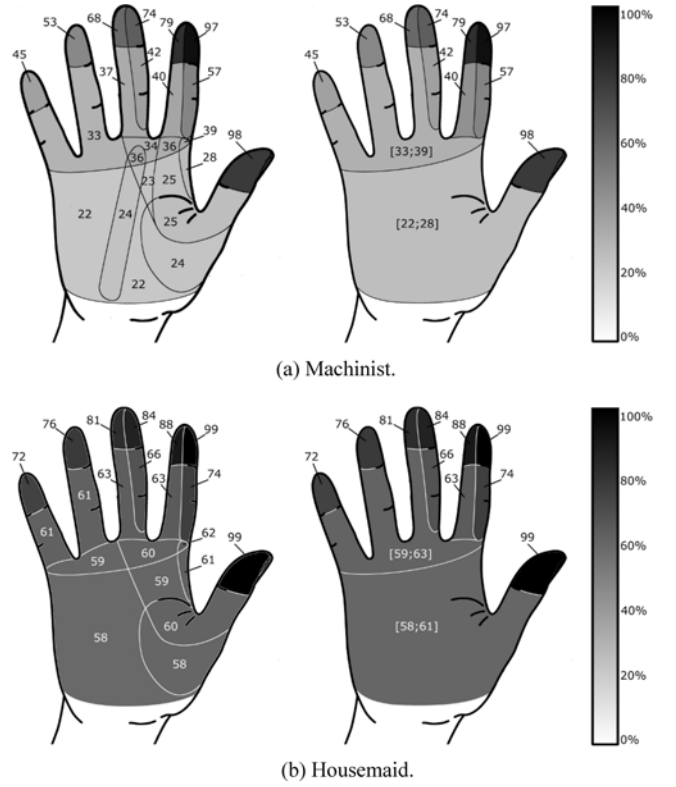 68 74 79 97
53
42
45 37 40 57
39
33 34 36 98
36 28
23 25
22 24 25
24
22
68 74 79 97
53
42
45 40 57
98
[33;39]
[22;28]
100%
80%
60%
40%
20%
0%
(a) Machinist.
81 84 88 99
76
66
72 63 63 74
61
61 62 99
59 60 61
59
58 60
58
81 84 88 99
76
66
72 63 63 74
99
[59;63]
[58;61]
100%
80%
60%
40%
20%
0%
(b) Housemaid.